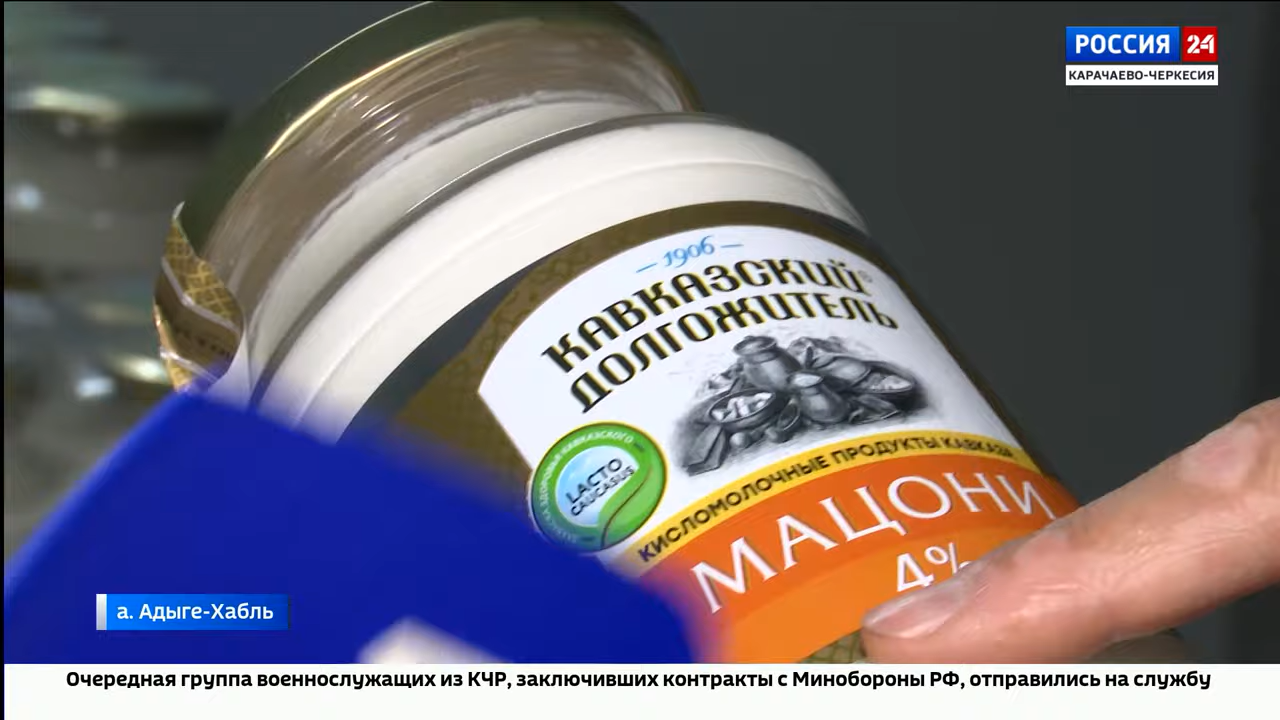 РОССИЯ 24
КАРАЧАЕВО-ЧЕРКЕСИЯ
1906
КАВКАЗСКИЙ
ДОЛГОЖИТЕЛЬ
LACTO
CAUCASUS
КИСЛОМОЛОЧНЫЕ ПРОДУКТЫ КАВКАЗА
МАЦОНИ
4%
а. Адыге-Хабль
Очередная группа военнослужащих из КЧР, заключивших контракты с Минобороны РФ, отправились на службу